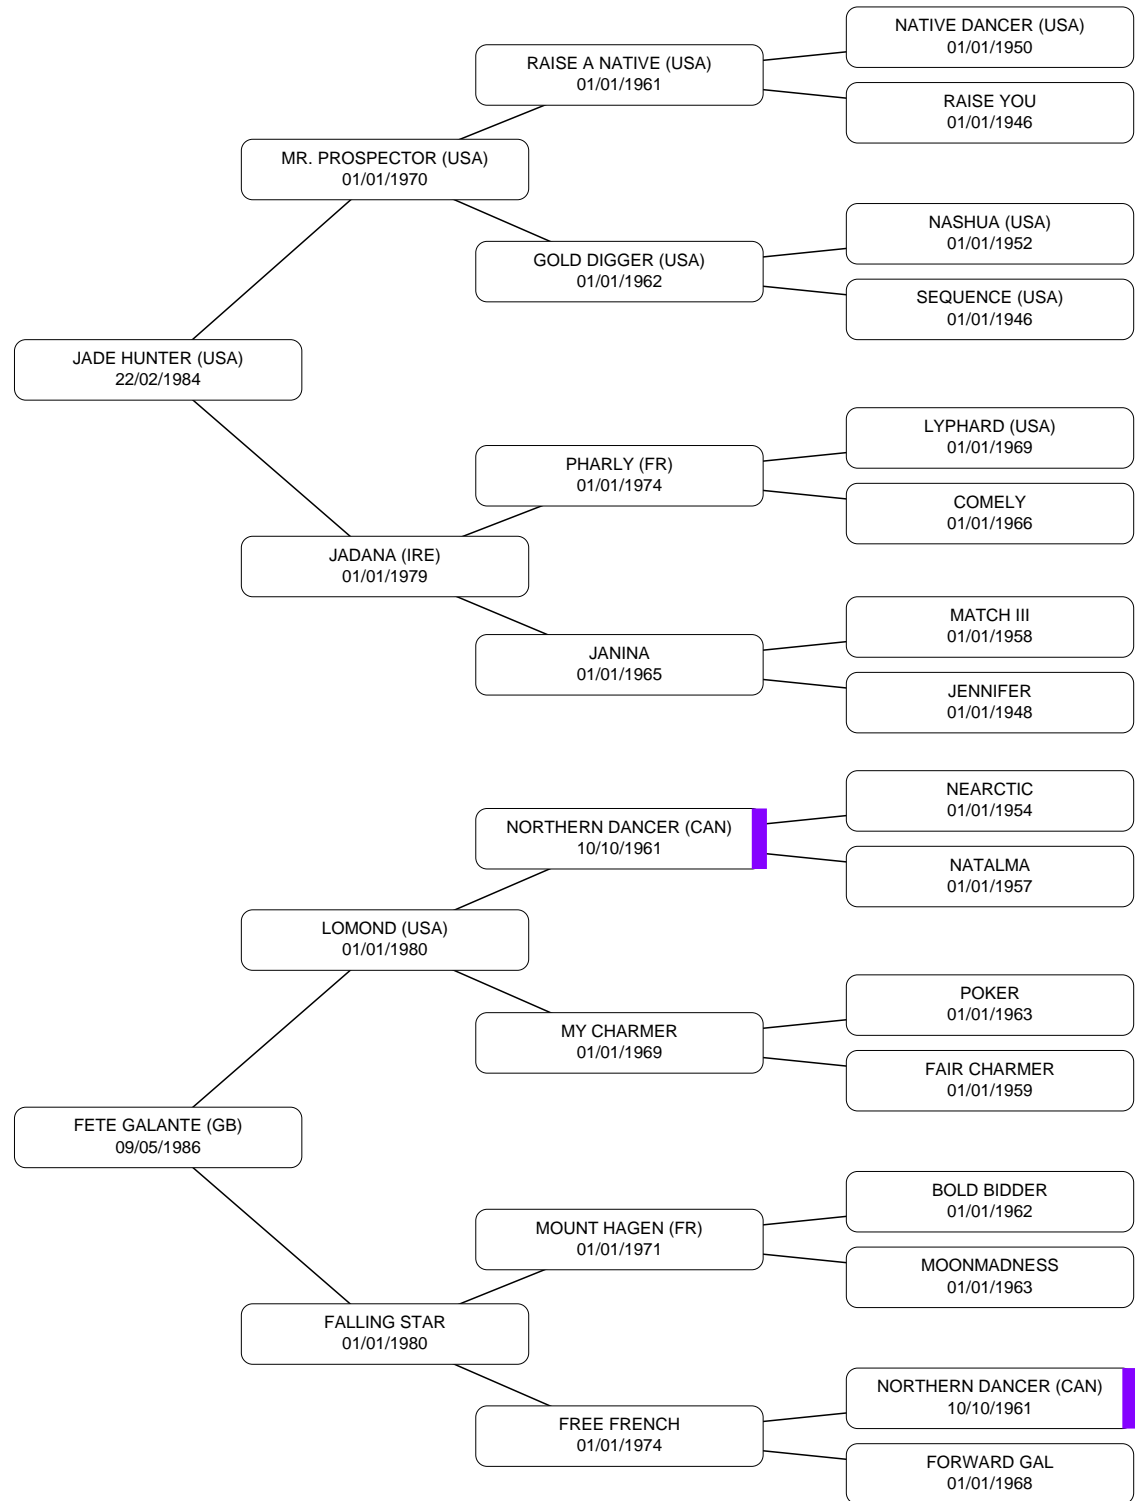 NATIVE DANCER (USA)
01/01/1950
RAISE A NATIVE (USA)
01/01/1961
RAISE YOU
01/01/1946
MR. PROSPECTOR (USA)
01/01/1970
NASHUA (USA)
01/01/1952
GOLD DIGGER (USA)
01/01/1962
SEQUENCE (USA)
01/01/1946
JADE HUNTER (USA)
22/02/1984
LYPHARD (USA)
01/01/1969
PHARLY (FR)
01/01/1974
COMELY
01/01/1966
JADANA (IRE)
01/01/1979
MATCH III
01/01/1958
JANINA
01/01/1965
JENNIFER
01/01/1948
NEARCTIC
01/01/1954
NORTHERN DANCER (CAN)
10/10/1961
NATALMA
01/01/1957
LOMOND (USA)
01/01/1980
POKER
01/01/1963
MY CHARMER
01/01/1969
FAIR CHARMER
01/01/1959
FETE GALANTE (GB)
09/05/1986
BOLD BIDDER
01/01/1962
MOUNT HAGEN (FR)
01/01/1971
MOONMADNESS
01/01/1963
FALLING STAR
01/01/1980
NORTHERN DANCER (CAN)
10/10/1961
FREE FRENCH
01/01/1974
FORWARD GAL
01/01/1968